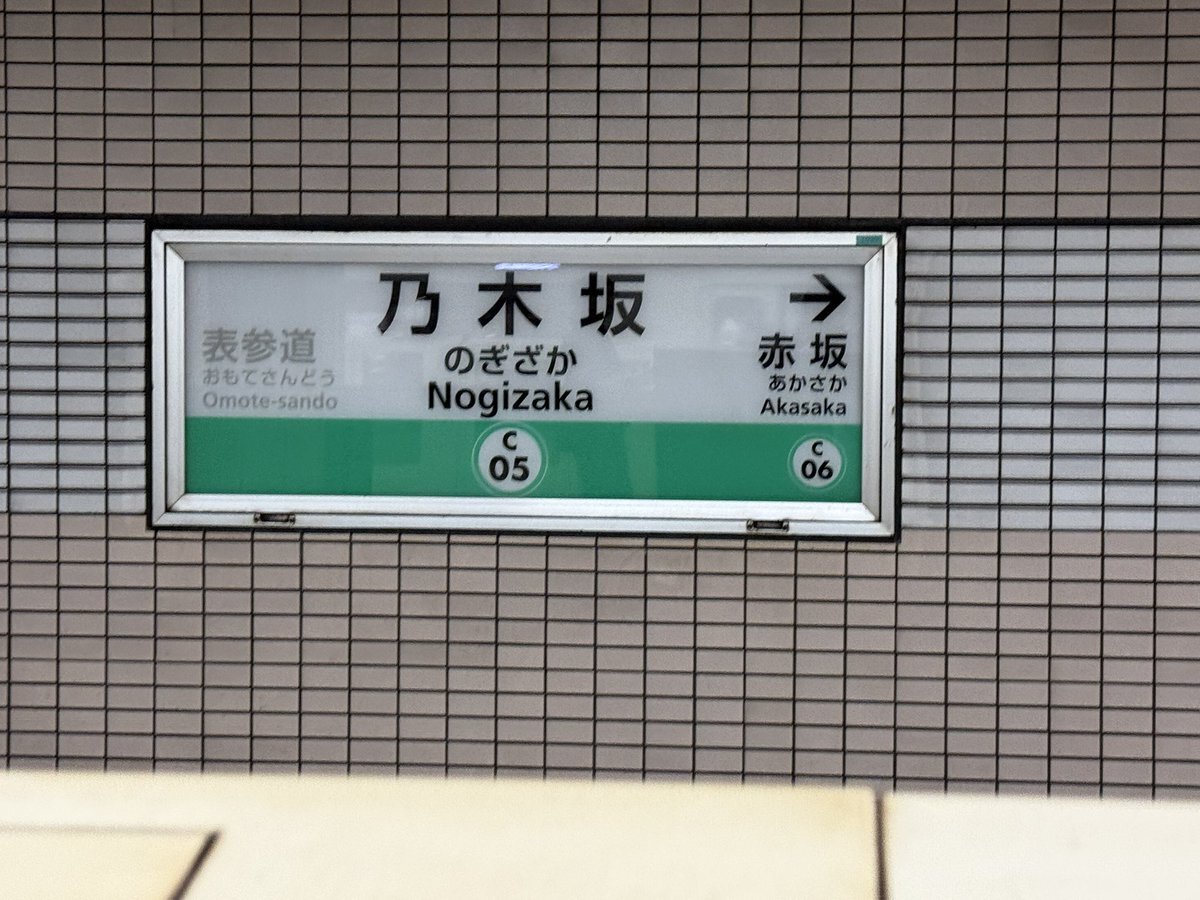 表参道
おもてさんどう
Omote-sando
乃木坂
のぎざか
Nogizaka
C
05
→
赤坂
あかさか
Akasaka
C
06